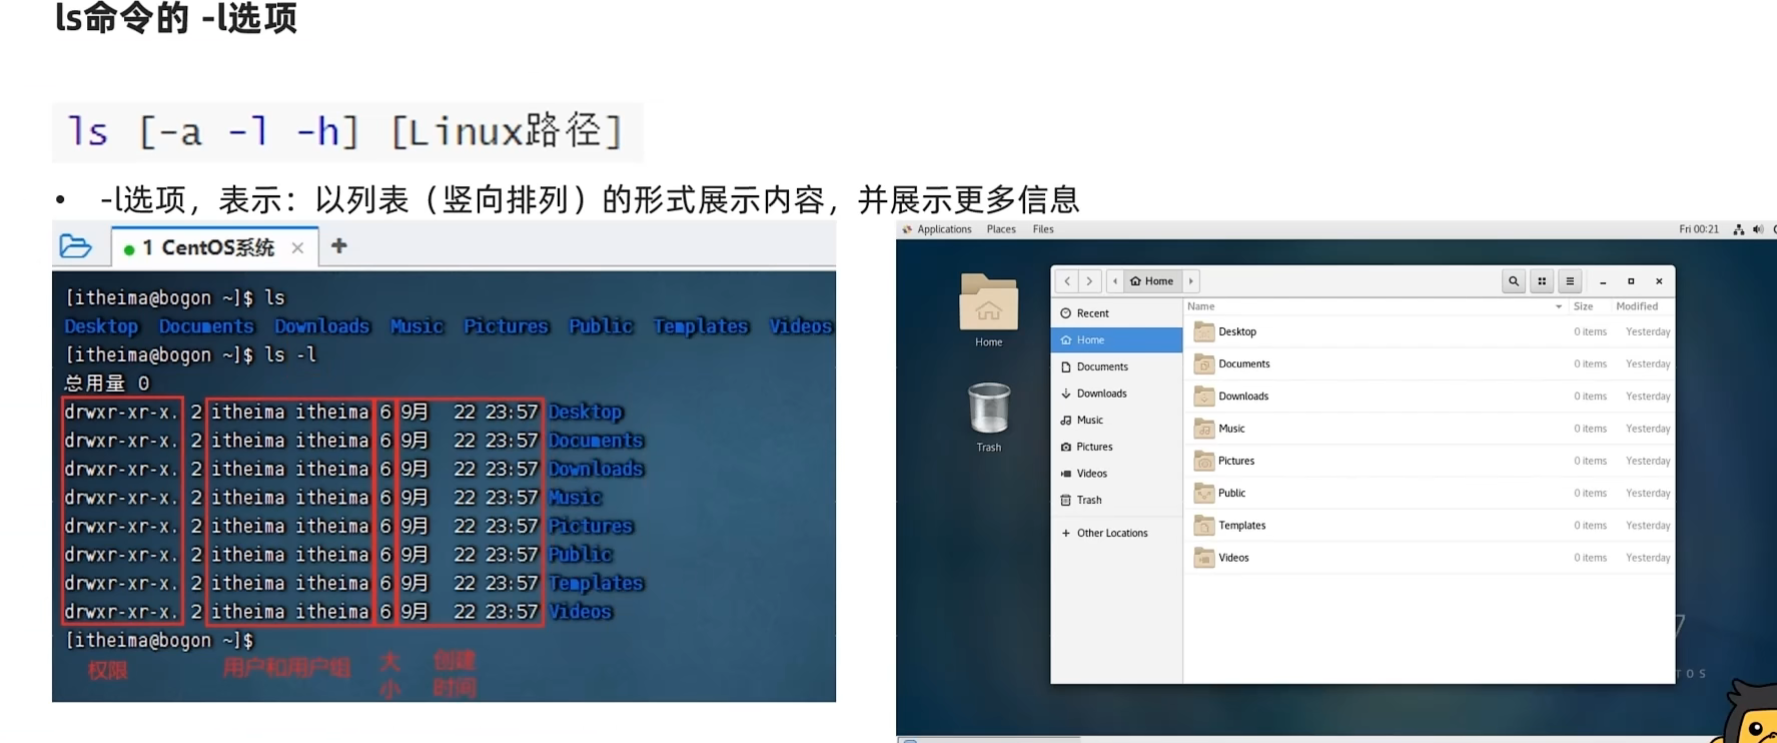 ls命令的 -l选项
ls [-a -l -h] [Linux路径]
• -l选项，表示：以列表（竖向排列）的形式展示内容，并展示更多信息
1 CentOS系统 × +
[itheima@bogon ~]$ ls
Desktop Documents Downloads Music Pictures Public Templates Videos
[itheima@bogon ~]$ ls -l
总用量 0
drwxr-xr-x. 2 itheima itheima 6 9月 22 23:57 Desktop
drwxr-xr-x. 2 itheima itheima 6 9月 22 23:57 Documents
drwxr-xr-x. 2 itheima itheima 6 9月 22 23:57 Downloads
drwxr-xr-x. 2 itheima itheima 6 9月 22 23:57 Music
drwxr-xr-x. 2 itheima itheima 6 9月 22 23:57 Pictures
drwxr-xr-x. 2 itheima itheima 6 9月 22 23:57 Public
drwxr-xr-x. 2 itheima itheima 6 9月 22 23:57 Templates
drwxr-xr-x. 2 itheima itheima 6 9月 22 23:57 Videos
[itheima@bogon ~]$
权限 用户和用户组 大小 创建时间
Applications Places Files Fri 00:21
Home
Trash
Home
Recent
Home
Documents
Downloads
Music
Pictures
Videos
Trash
+ Other Locations
Name Size Modified
Desktop 0 items Yesterday
Documents 0 items Yesterday
Downloads 0 items Yesterday
Music 0 items Yesterday
Pictures 0 items Yesterday
Public 0 items Yesterday
Templates 0 items Yesterday
Videos 0 items Yesterday
7
TOS